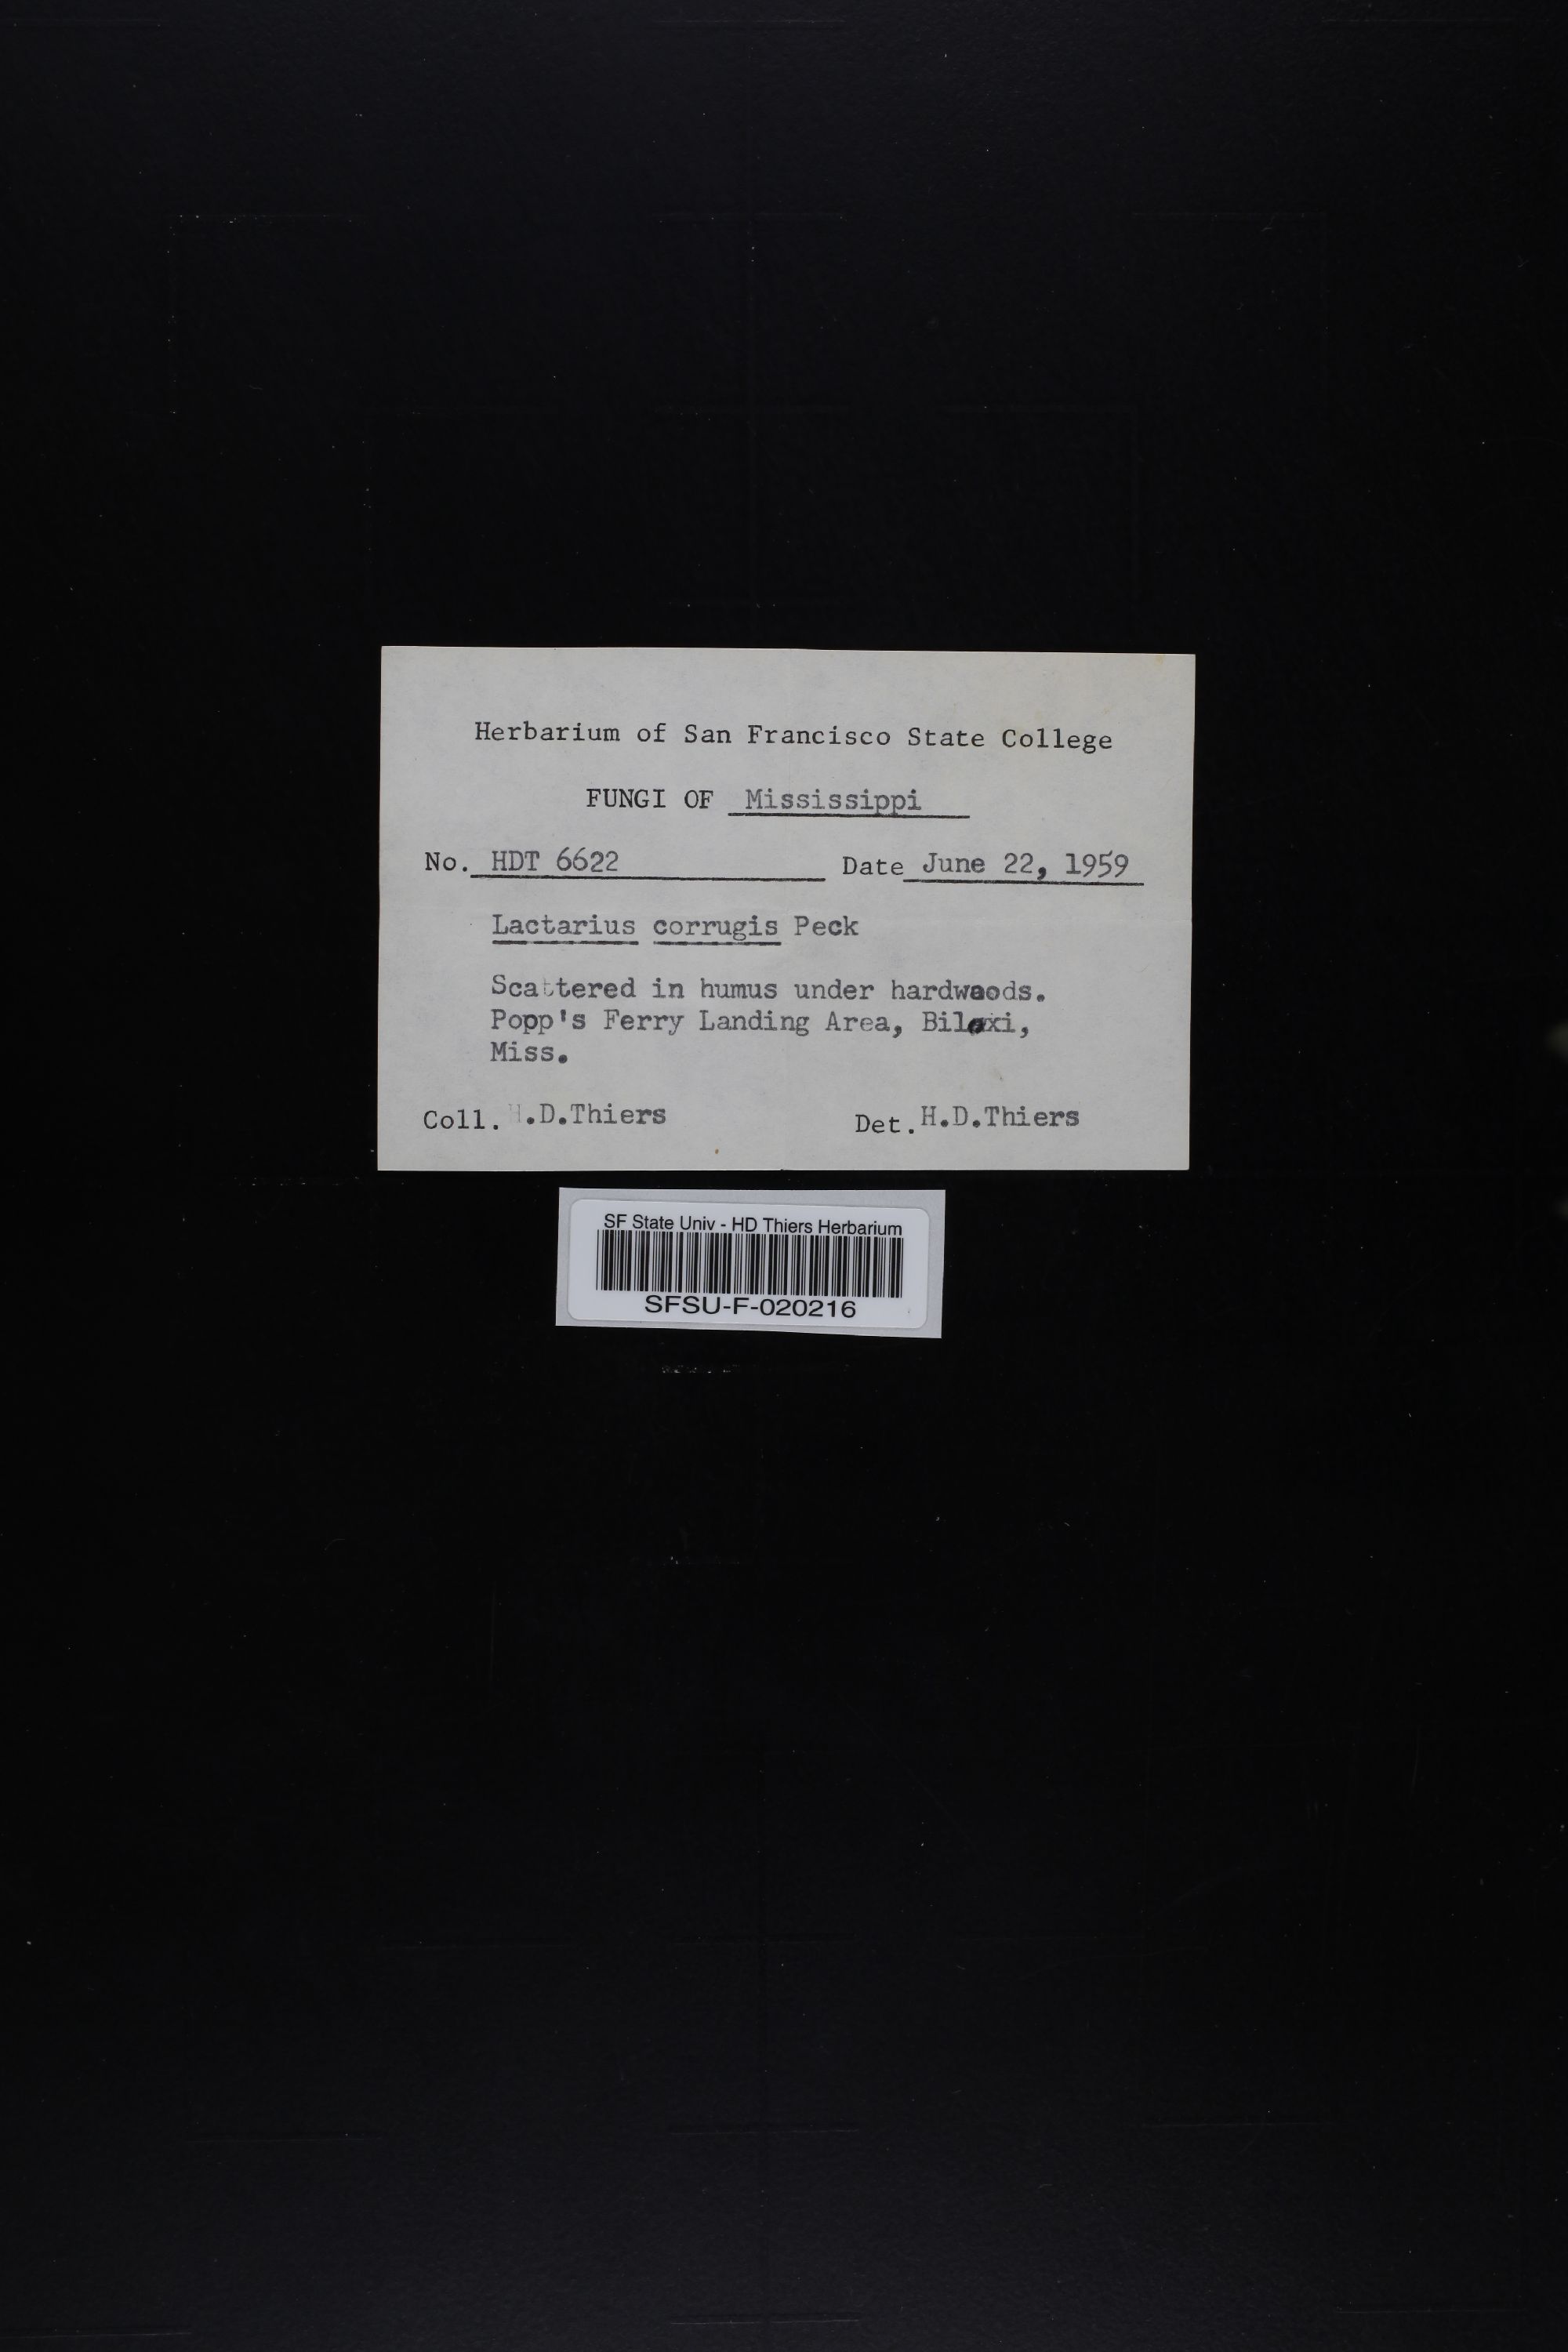 Herbarium of San Francisco State College
FUNGI OF Mississippi
No. HDT 6622 Date June 22, 1959
Lactarius corrugis Peck
Scattered in humus under hardwoods.
Popp's Ferry Landing Area, Biloxi,
Miss.
Coll. H.D.Thiers Det. H.D.Thiers
SF State Univ - HD Thiers Herbarium
SFSU-F-020216